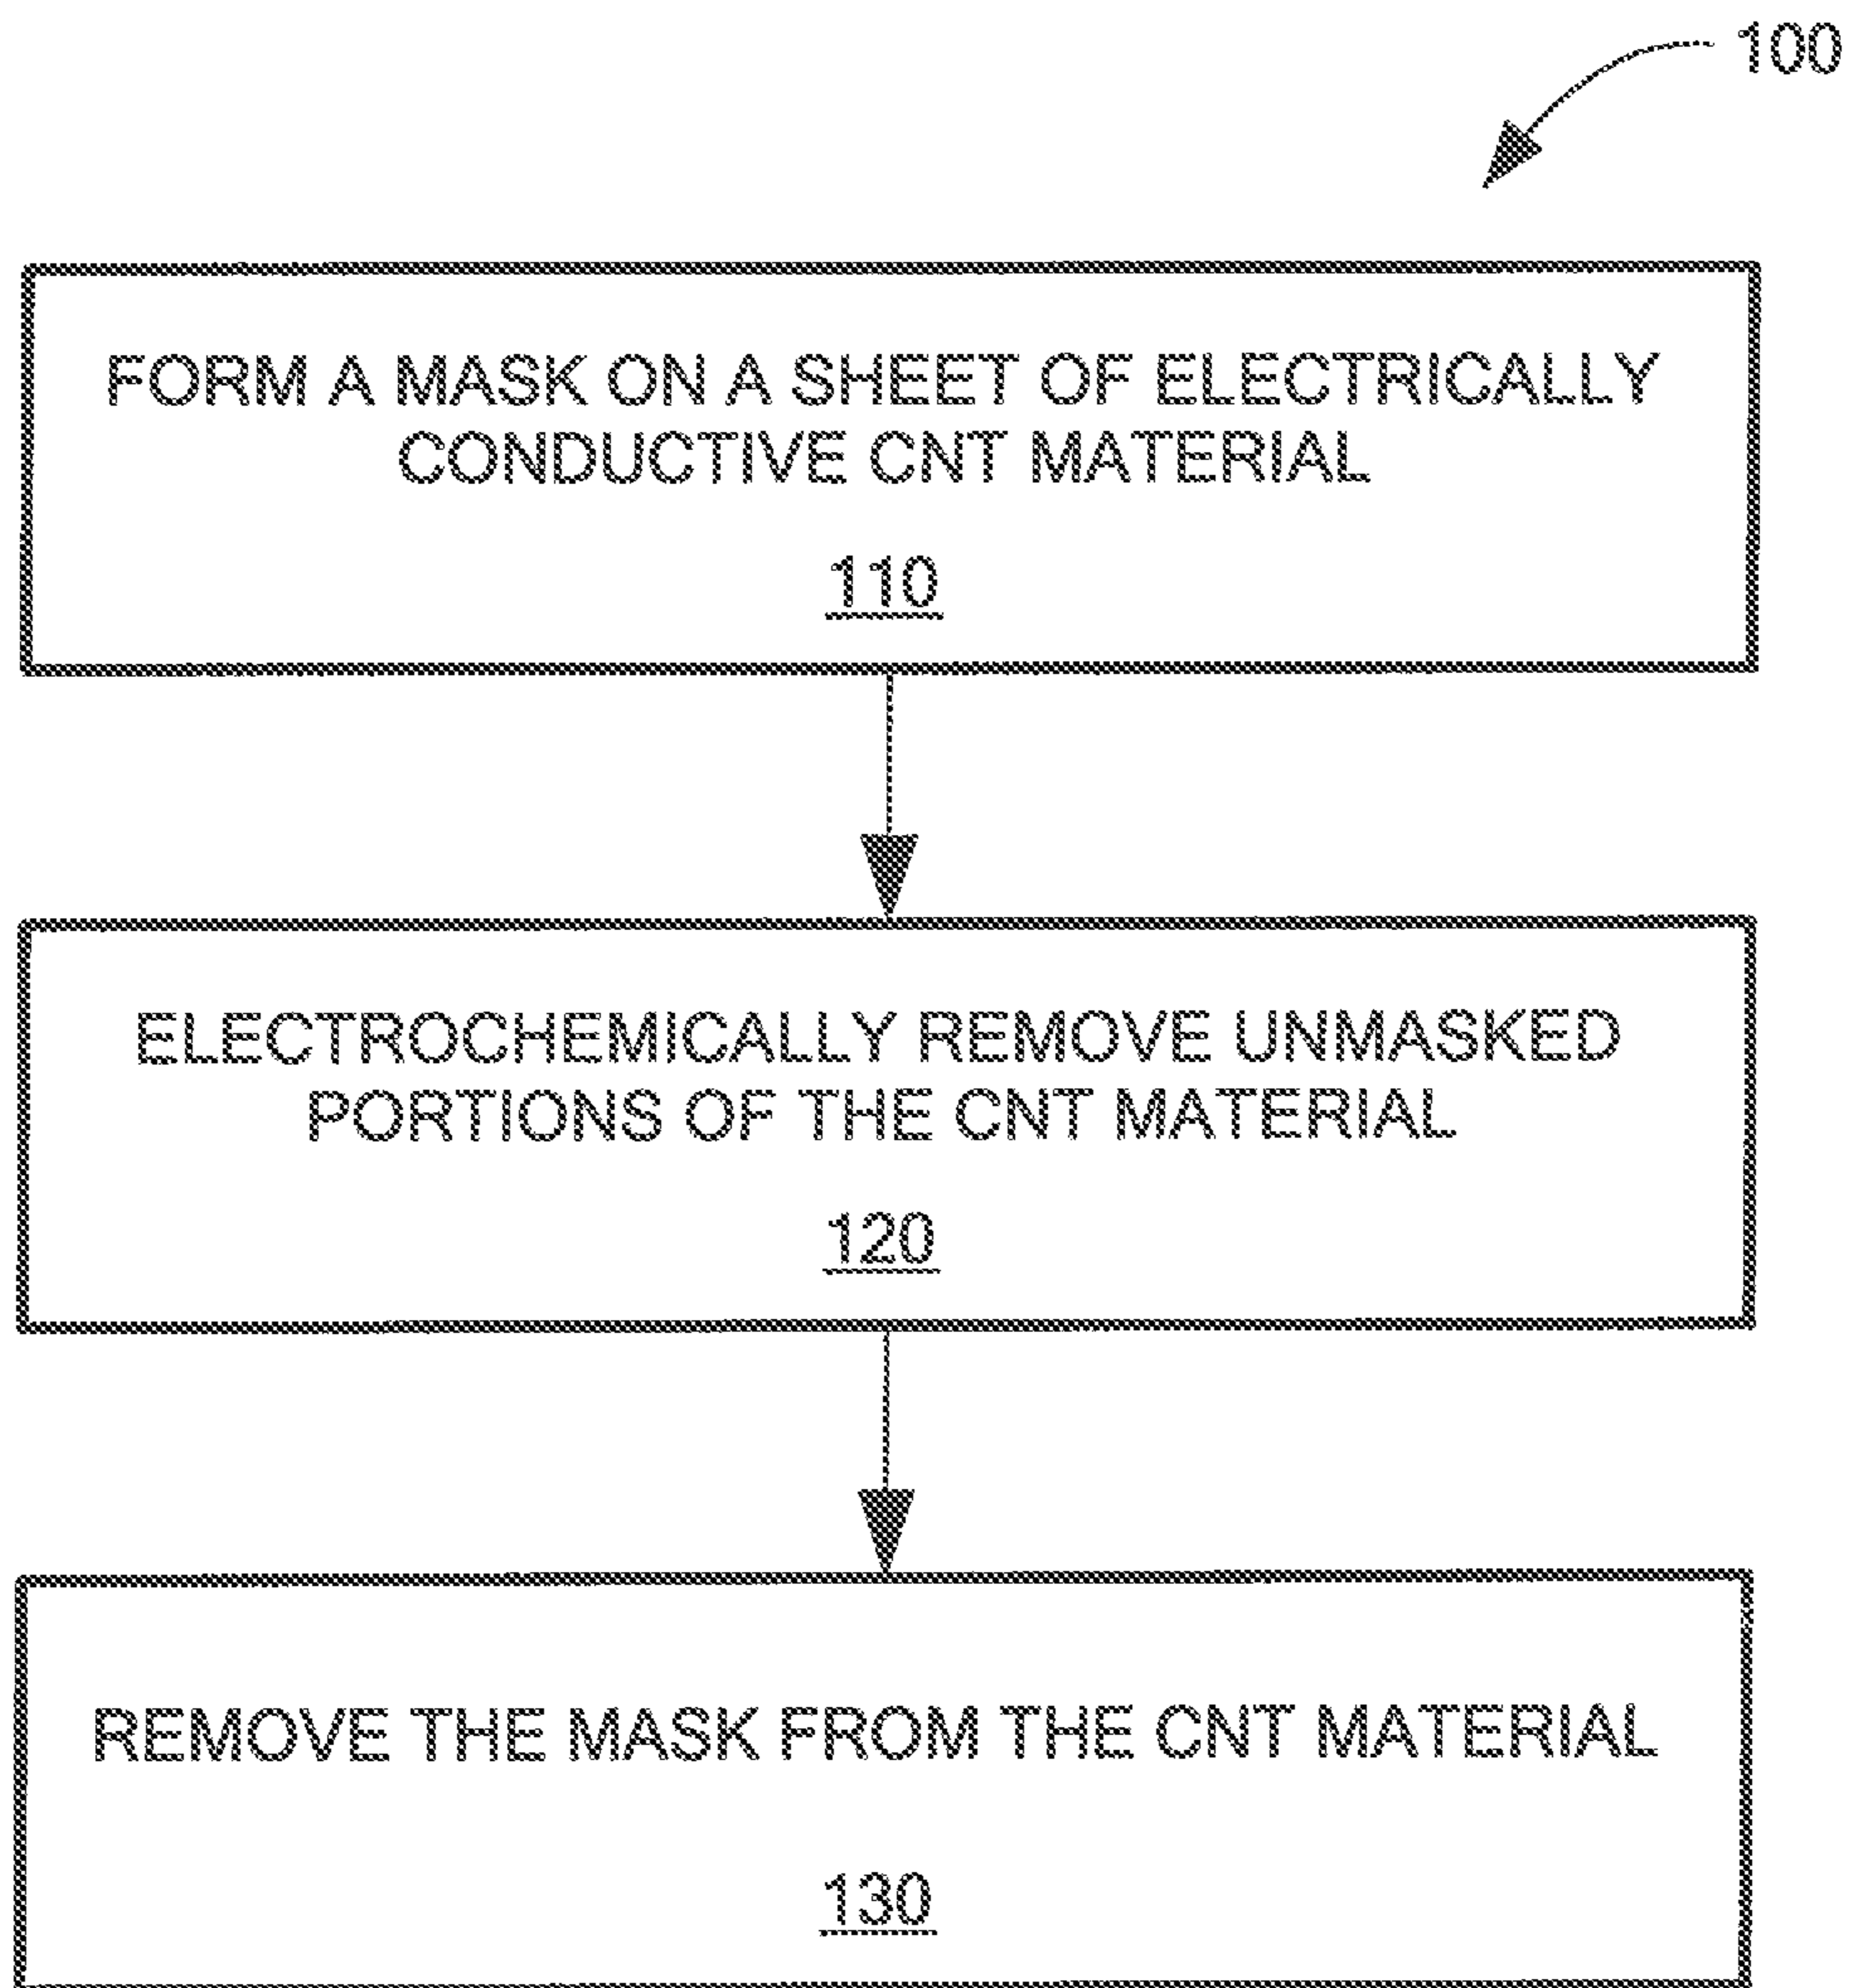 100
FORM A MASK ON A SHEET OF ELECTRICALLY
CONDUCTIVE CNT MATERIAL
110
ELECTROCHEMICALLY REMOVE UNMASKED
PORTIONS OF THE CNT MATERIAL
120
REMOVE THE MASK FROM THE CNT MATERIAL
130